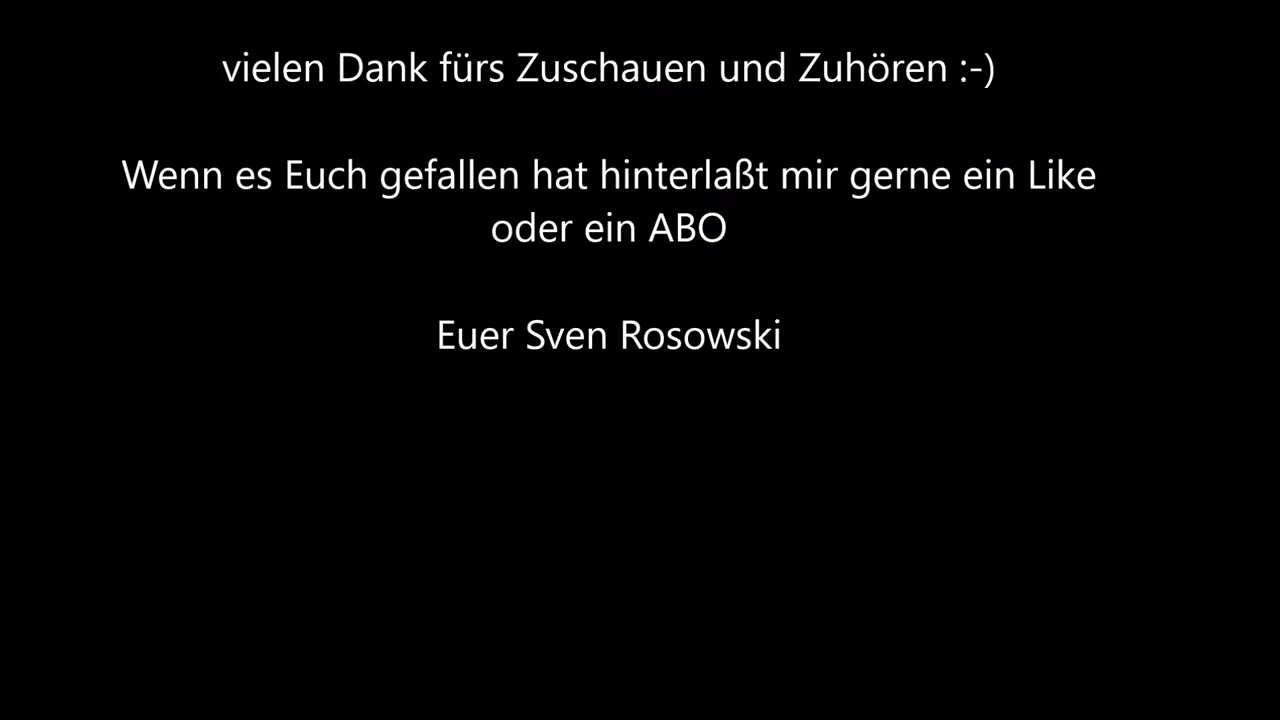 vielen Dank fürs Zuschauen und Zuhören :-)
Wenn es Euch gefallen hat hinterlaßt mir gerne ein Like
oder ein ABO
Euer Sven Rosowski